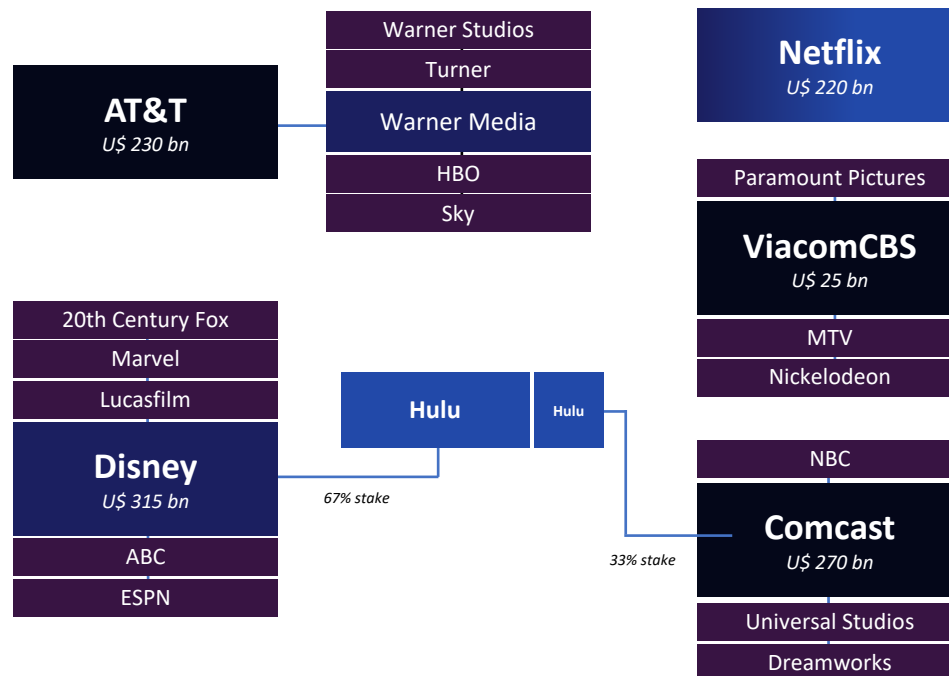 Warner Studios
Turner
AT&T
U$ 230 bn
Warner Media
HBO
Sky
Netflix
U$ 220 bn
Paramount Pictures
ViacomCBS
U$ 25 bn
MTV
Nickelodeon
20th Century Fox
Marvel
Lucasfilm
Disney
U$ 315 bn
ABC
ESPN
Hulu
Hulu
67% stake
33% stake
NBC
Comcast
U$ 270 bn
Universal Studios
Dreamworks